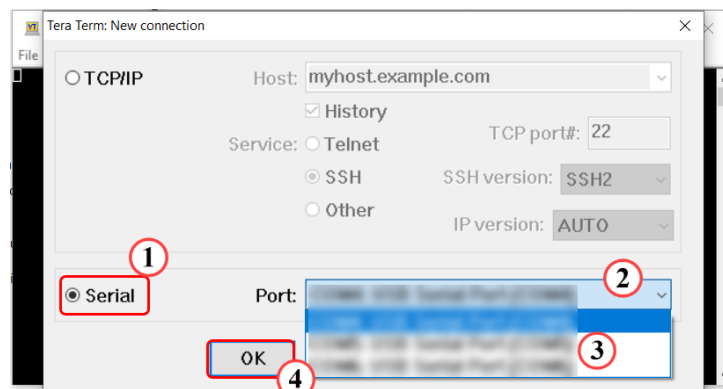 VT Tera Term: New connection
File
TCP/IP
Host: myhost.example.com
History
Service: Telnet
TCP port#: 22
SSH
SSH version: SSH2
Other
IP version: AUTO
1
2
Serial
Port:
3
OK
4